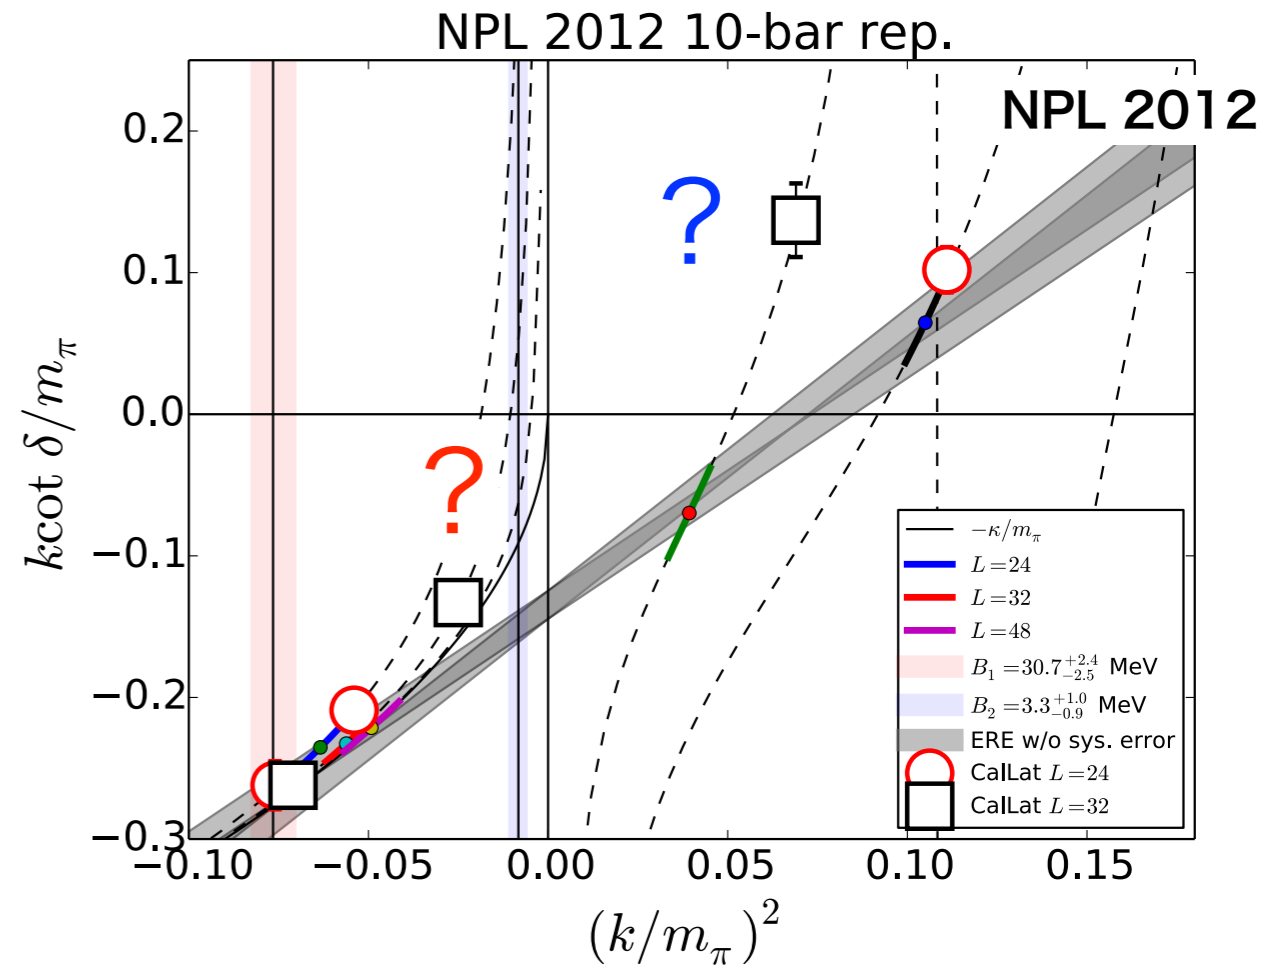 NPL 2012 10-bar rep.
NPL 2012
0.2
0.1
0.0
−0.1
−0.2
−0.3
kcot δ/m_π
?
?
−κ/m_π
L=24
L=32
L=48
B_1=30.7^{+2.4}_{−2.5} MeV
B_2=3.3^{+1.0}_{−0.9} MeV
ERE w/o sys. error
CalLat L=24
CalLat L=32
−0.10 −0.05 0.00 0.05 0.10 0.15
(k/m_π)^2